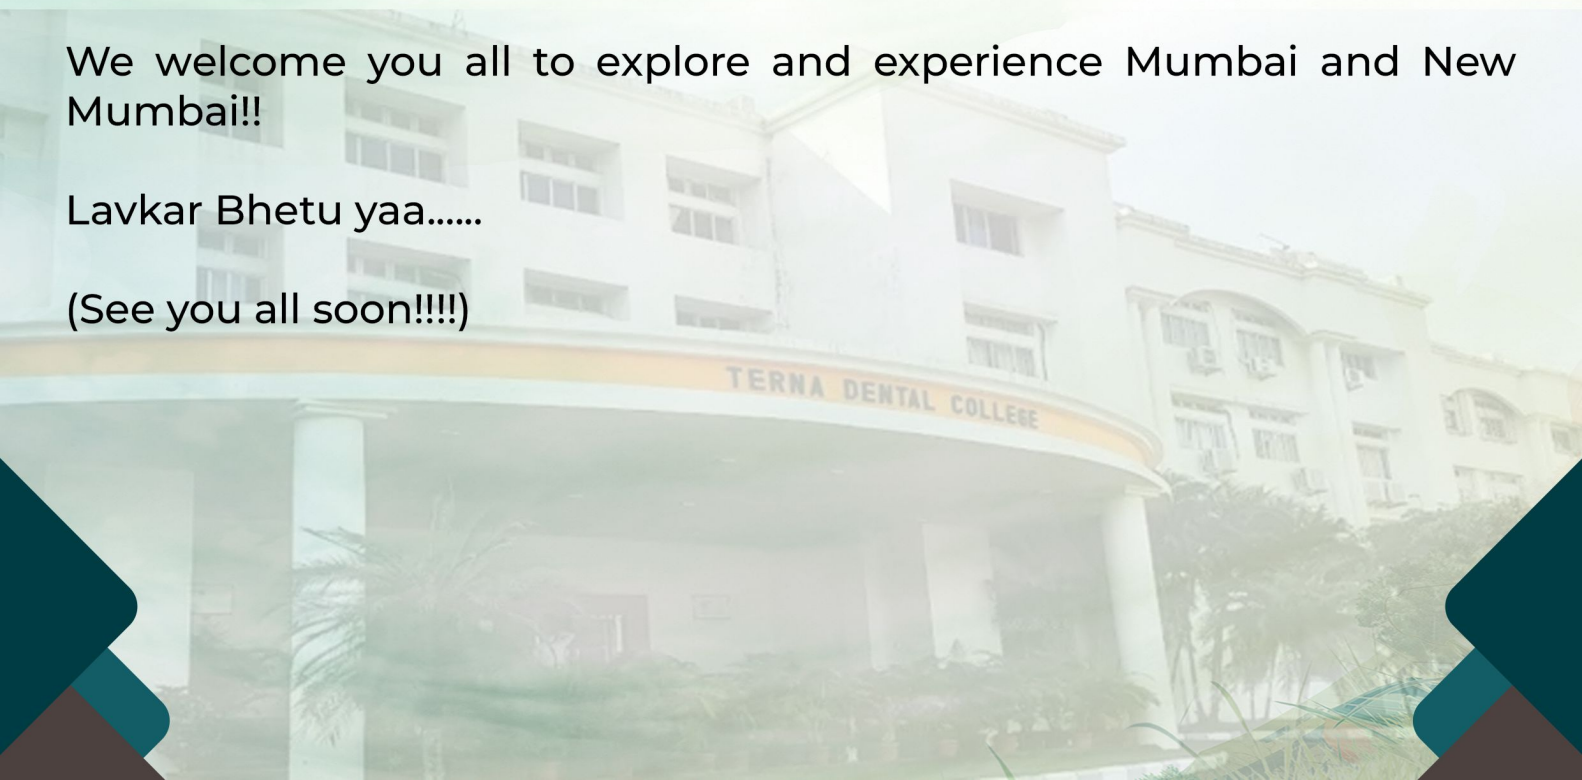 We welcome you all to explore and experience Mumbai and New
Mumbai!!
Lavkar Bhetu yaa......
(See you all soon!!!!)
TERNA DENTAL COLLEGE